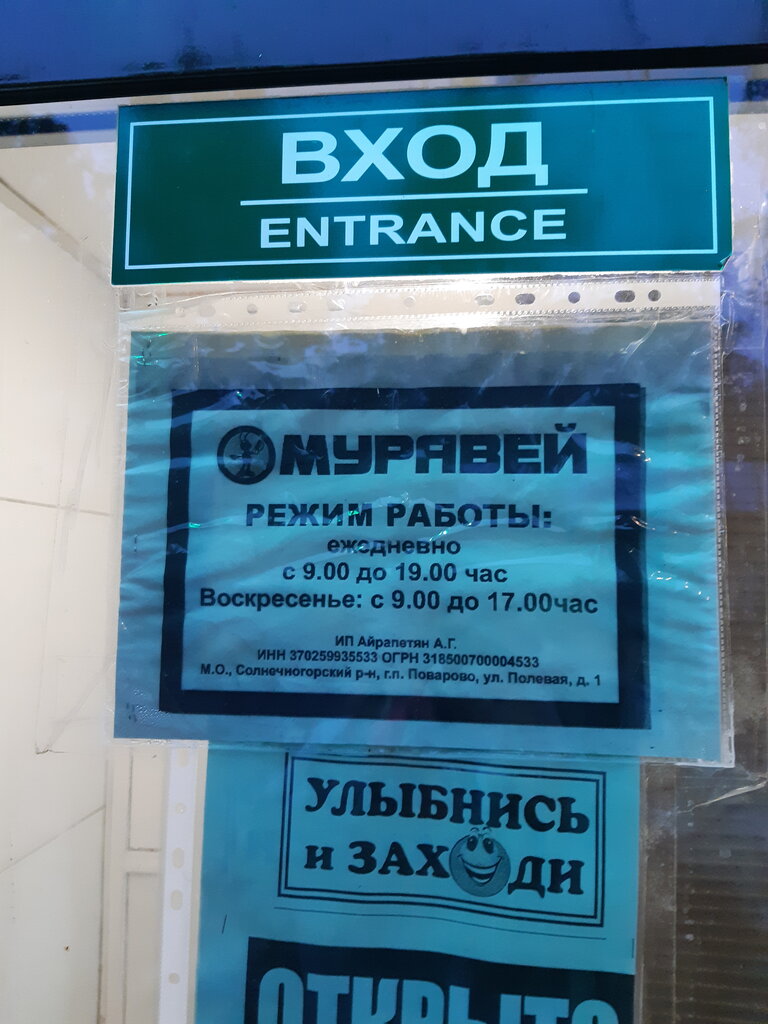 ВХОД
ENTRANCE
МУРАВЕЙ
РЕЖИМ РАБОТЫ:
ежедневно
с 9.00 до 19.00 час
Воскресенье: с 9.00 до 17.00час
ИП Айрапетян А.Г.
ИНН 370259935533 ОГРН 318500700004533
М.О., Солнечногорский р-н, г.п. Поварово, ул. Полевая, д. 1
УЛЫБНИСЬ
и ЗАХОДИ
ОТКРЫТО